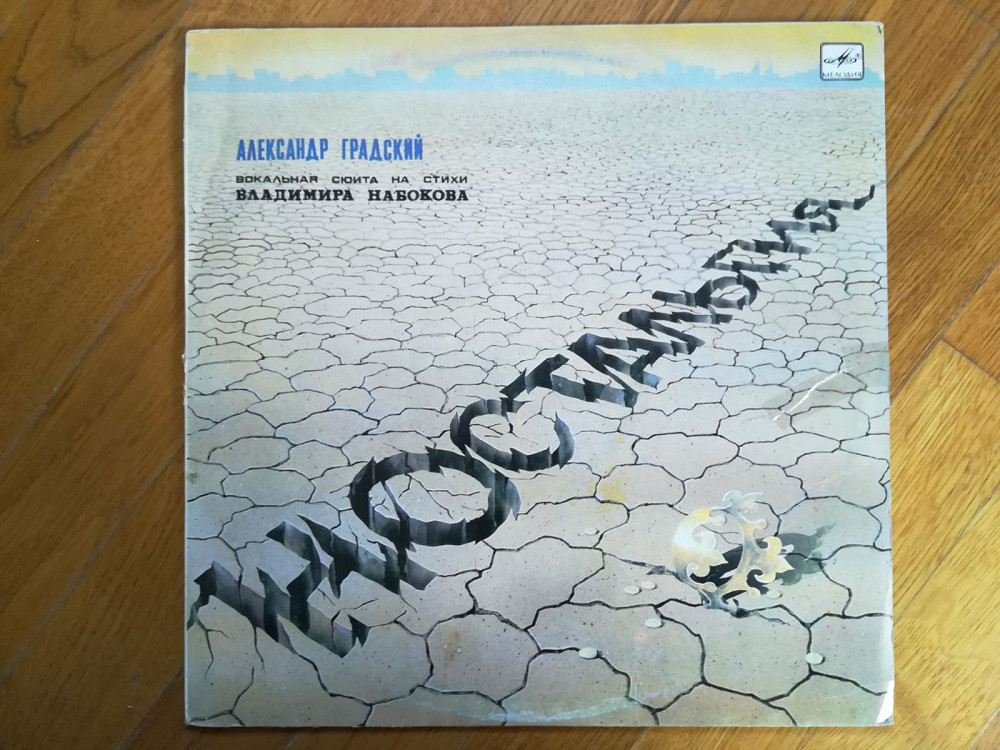 МЕЛОДИЯ
АЛЕКСАНДР ГРАДСКИЙ
ВОКАЛЬНАЯ СЮИТА НА СТИХИ
ВЛАДИМИРА НАБОКОВА
НОСТАЛЬГИЯ